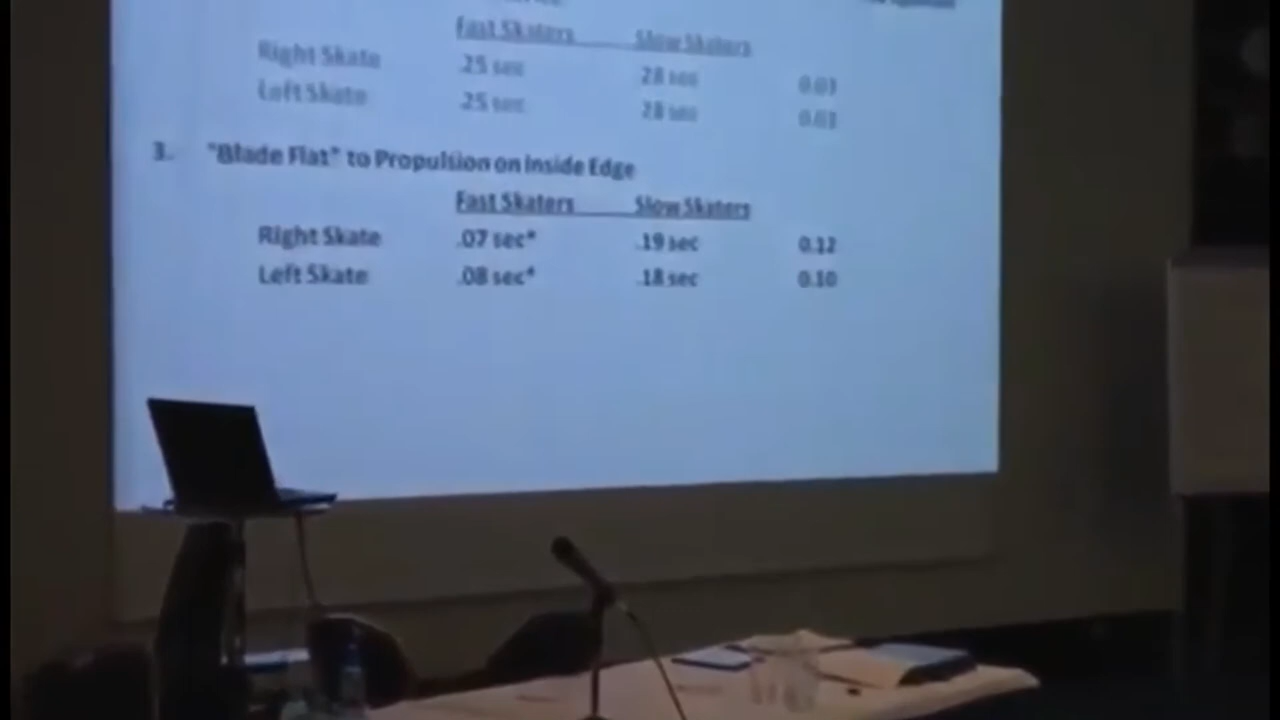 Fast Skaters Slow Skaters
Right Skate .25 sec .28 sec 0.03
Left Skate .25 sec .28 sec 0.03
3. "Blade Flat" to Propulsion on Inside Edge
Fast Skaters Slow Skaters
Right Skate .07 sec* .19 sec 0.12
Left Skate .08 sec* .18 sec 0.10